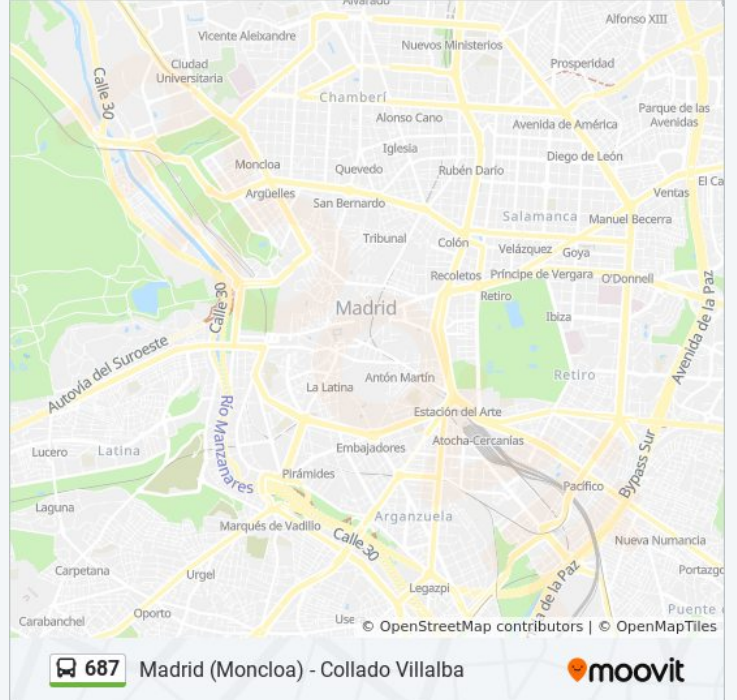 Alvarado
Alfonso XIII
Vicente Aleixandre
Nuevos Ministerios
Ciudad
Universitaria
Prosperidad
Calle 30
Chamberí
Parque de las
Avenidas
Alonso Cano
Avenida de América
Iglesia
Diego de León
Moncloa
Quevedo
Rubén Darío
El Ca
Argüelles
Ventas
San Bernardo
Salamanca
Manuel Becerra
Tribunal
Colón
Velázquez
Goya
Recoletos
Príncipe de Vergara
O'Donnell
Calle 30
Retiro
Madrid
Ibiza
Avenida de la Paz
Autovía del Suroeste
Antón Martín
Retiro
La Latina
Estación del Arte
Río Manzanares
Atocha-Cercanías
Embajadores
Lucero
Latina
Bypass Sur
Pirámides
Pacífico
Laguna
Arganzuela
Marqués de Vadillo
Calle 30
Nueva Numancia
Carpetana
Urgel
Portazgo
a de la Paz
Legazpi
Oporto
Puente
Carabanchel
Use
© OpenStreetMap contributors | © OpenMapTiles
687 Madrid (Moncloa) - Collado Villalba
moovit